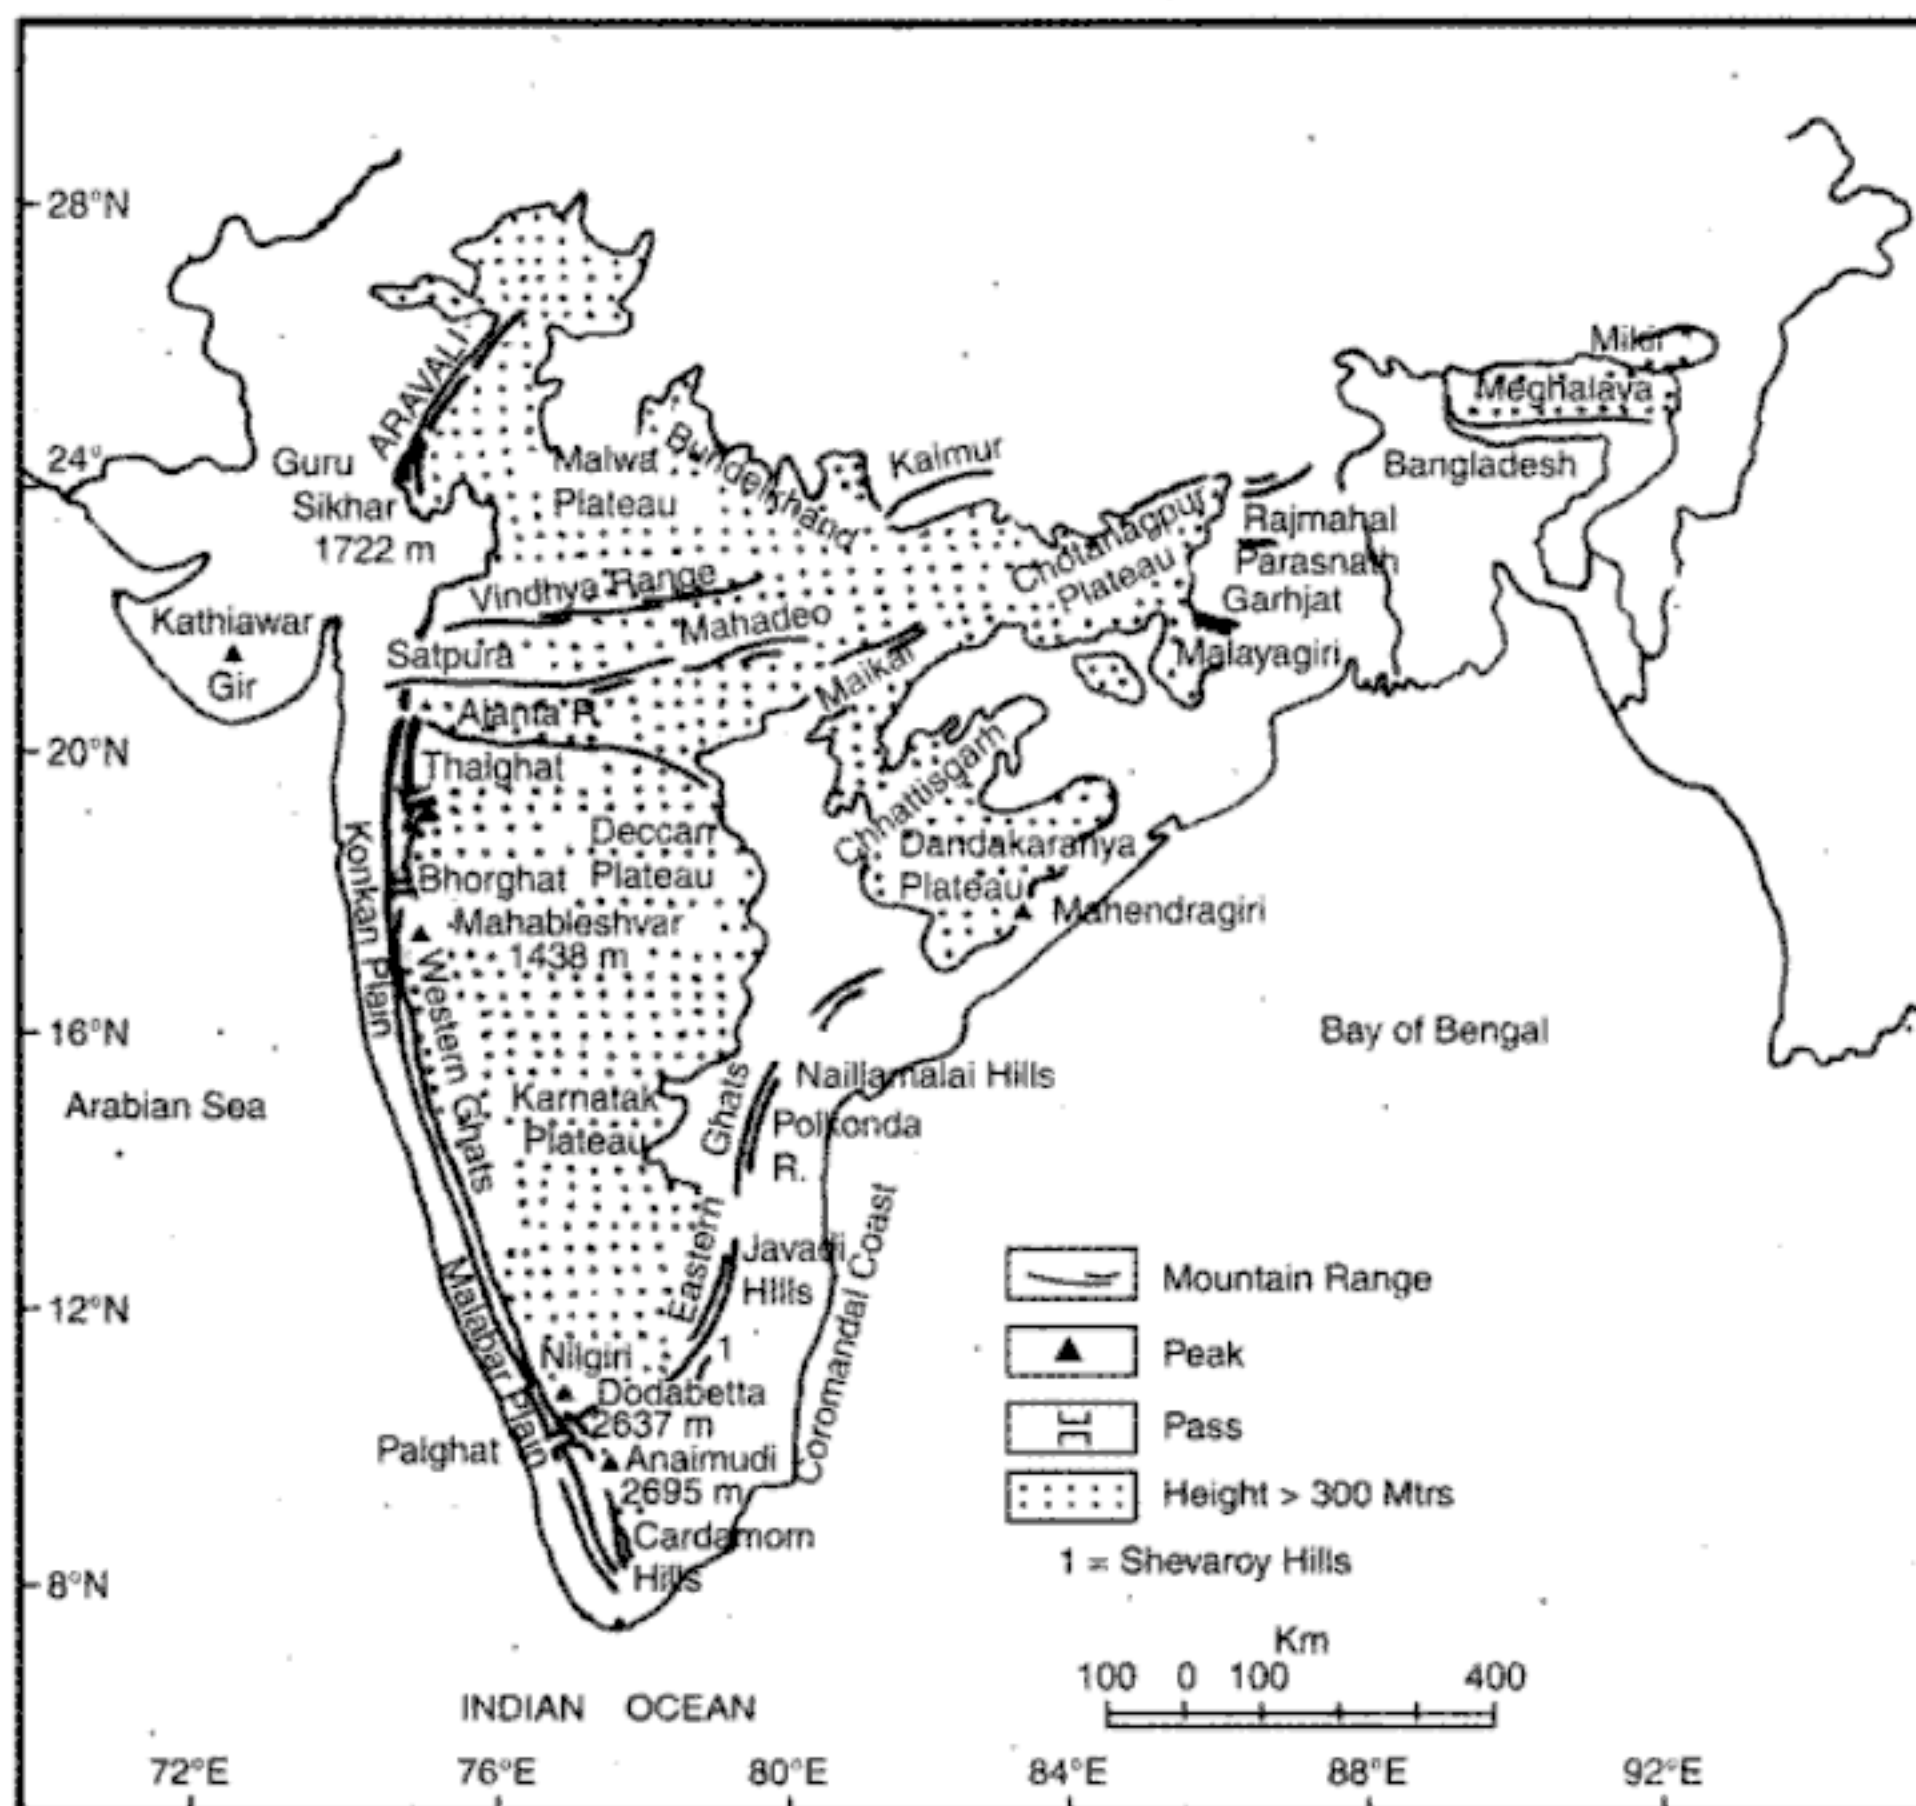 28°N
Mikir
ARAVALI
Meghalaya
24°
Guru
Sikhar
1722 m
Malwa
Plateau
Bundelkhand
Kaimur
Bangladesh
Chotanagpur
Plateau
Rajmahal
Parasnath
Garhjat
Malayagiri
Vindhya Range
Mahadeo
Kathiawar
Gir
Satpura
Maikal
Ajanta R.
20°N
Thalghat
Chhattisgarh
Deccan
Plateau
Dandakaranya
Plateau
Konkan Plain
Bhorghat
Mahableshvar
1438 m
Mahendragiri
Western Ghats
16°N
Bay of Bengal
Arabian Sea
Karnatak
Plateau
Eastern Ghats
Naillamalai Hills
Polkonda
R.
Javadi
Hills
Coromandal Coast
12°N
Malabar Plain
Nilgiri
1
Dodabetta
2637 m
Palghat
Anaimudi
2695 m
Cardamom
Hills
8°N
Mountain Range
Peak
Pass
Height > 300 Mtrs
1 = Shevaroy Hills
Km
100 0 100 400
INDIAN OCEAN
72°E 76°E 80°E 84°E 88°E 92°E